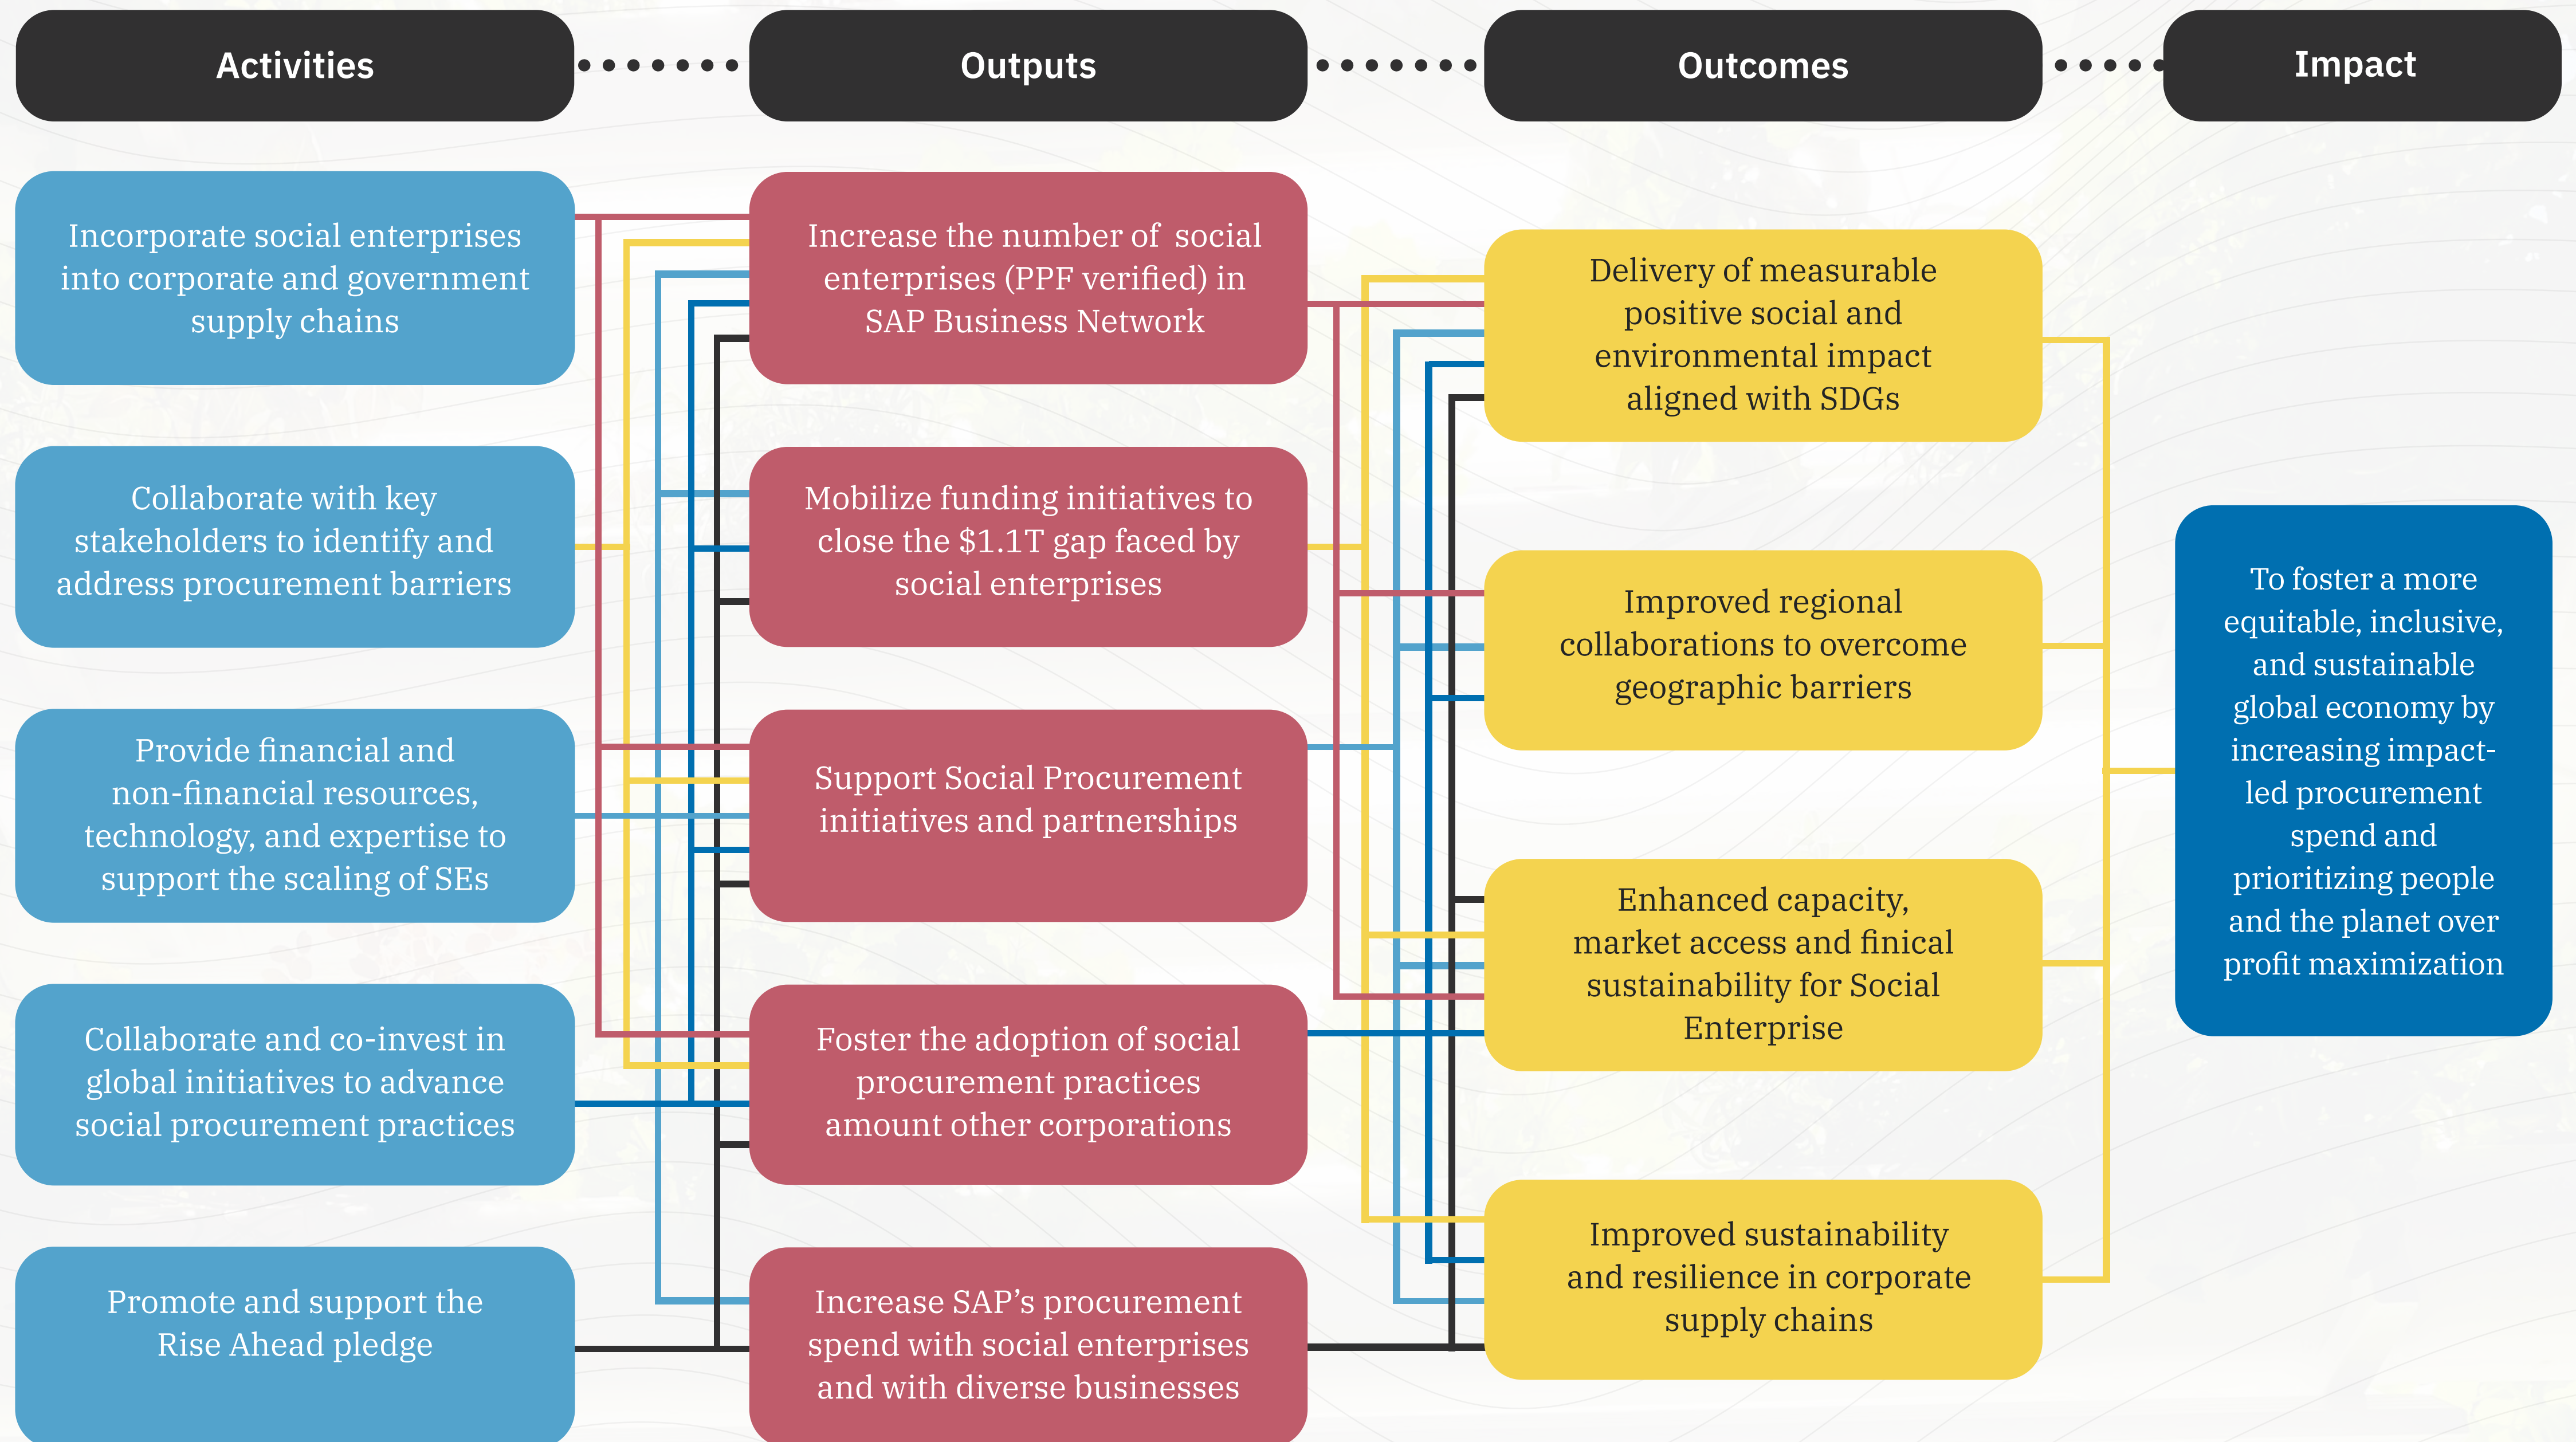 Activities
Outputs
Outcomes
Impact
Incorporate social enterprises
into corporate and government
supply chains
Collaborate with key
stakeholders to identify and
address procurement barriers
Provide financial and
non-financial resources,
technology, and expertise to
support the scaling of SEs
Collaborate and co-invest in
global initiatives to advance
social procurement practices
Promote and support the
Rise Ahead pledge
Increase the number of social
enterprises (PPF verified) in
SAP Business Network
Mobilize funding initiatives to
close the $1.1T gap faced by
social enterprises
Support Social Procurement
initiatives and partnerships
Foster the adoption of social
procurement practices
amount other corporations
Increase SAP’s procurement
spend with social enterprises
and with diverse businesses
Delivery of measurable
positive social and
environmental impact
aligned with SDGs
Improved regional
collaborations to overcome
geographic barriers
Enhanced capacity,
market access and finical
sustainability for Social
Enterprise
Improved sustainability
and resilience in corporate
supply chains
To foster a more
equitable, inclusive,
and sustainable
global economy by
increasing impact-
led procurement
spend and
prioritizing people
and the planet over
profit maximization